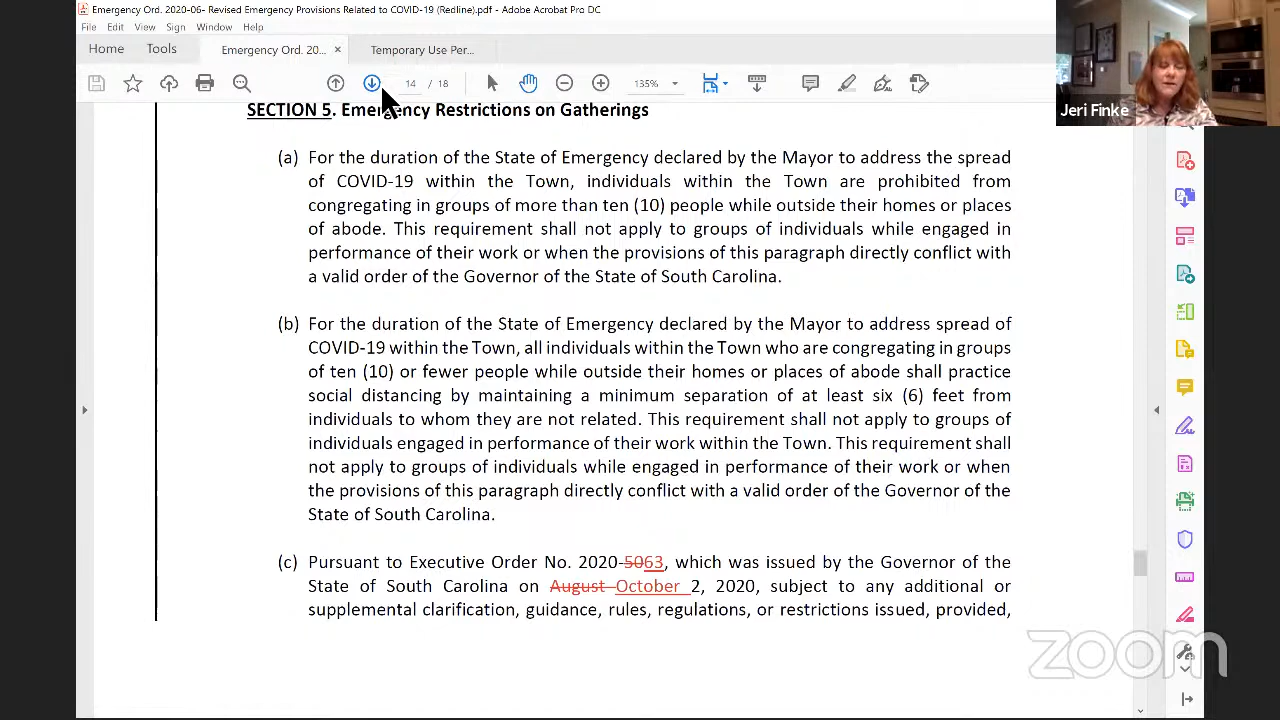 Emergency Ord. 2020-06- Revised Emergency Provisions Related to COVID-19 (Redline).pdf - Adobe Acrobat Pro DC
File Edit View Sign Window Help
Home Tools Emergency Ord. 20... × Temporary Use Per...
14 / 18 135%
Jeri Finke
SECTION 5. Emergency Restrictions on Gatherings
(a) For the duration of the State of Emergency declared by the Mayor to address the spread
of COVID-19 within the Town, individuals within the Town are prohibited from
congregating in groups of more than ten (10) people while outside their homes or places
of abode. This requirement shall not apply to groups of individuals while engaged in
performance of their work or when the provisions of this paragraph directly conflict with
a valid order of the Governor of the State of South Carolina.
(b) For the duration of the State of Emergency declared by the Mayor to address spread of
COVID-19 within the Town, all individuals within the Town who are congregating in groups
of ten (10) or fewer people while outside their homes or places of abode shall practice
social distancing by maintaining a minimum separation of at least six (6) feet from
individuals to whom they are not related. This requirement shall not apply to groups of
individuals engaged in performance of their work within the Town. This requirement shall
not apply to groups of individuals while engaged in performance of their work or when
the provisions of this paragraph directly conflict with a valid order of the Governor of the
State of South Carolina.
(c) Pursuant to Executive Order No. 2020-5063, which was issued by the Governor of the
State of South Carolina on August October 2, 2020, subject to any additional or
supplemental clarification, guidance, rules, regulations, or restrictions issued, provided,
zoom